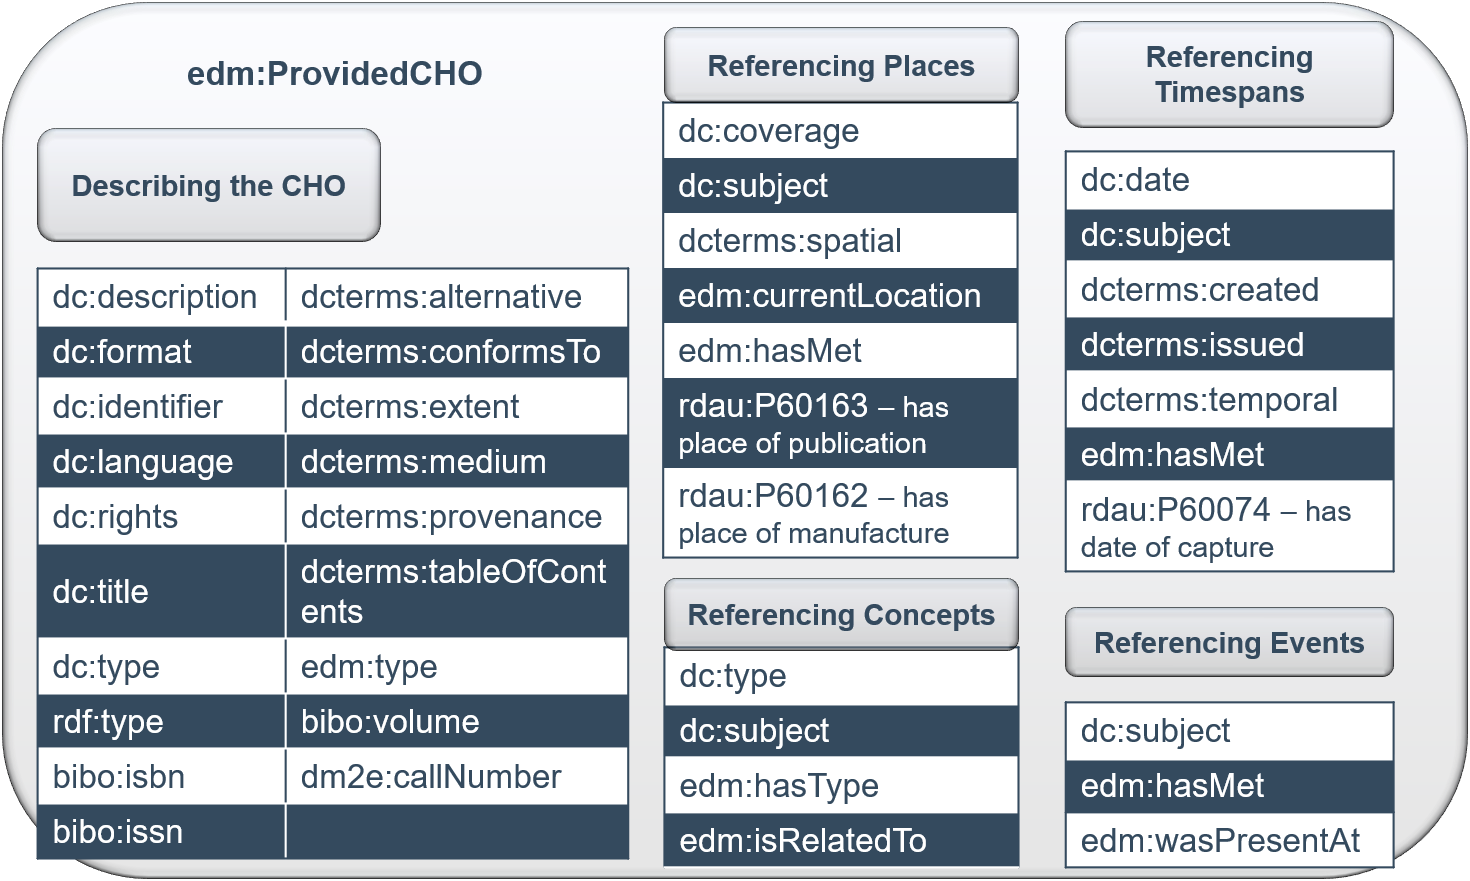 edm:ProvidedCHO
Describing the CHO
dc:description dcterms:alternative
dc:format dcterms:conformsTo
dc:identifier dcterms:extent
dc:language dcterms:medium
dc:rights dcterms:provenance
dc:title dcterms:tableOfCont
ents
dc:type edm:type
rdf:type bibo:volume
bibo:isbn dm2e:callNumber
bibo:issn
Referencing Places
dc:coverage
dc:subject
dcterms:spatial
edm:currentLocation
edm:hasMet
rdau:P60163 – has
place of publication
rdau:P60162 – has
place of manufacture
Referencing Concepts
dc:type
dc:subject
edm:hasType
edm:isRelatedTo
Referencing
Timespans
dc:date
dc:subject
dcterms:created
dcterms:issued
dcterms:temporal
edm:hasMet
rdau:P60074 – has
date of capture
Referencing Events
dc:subject
edm:hasMet
edm:wasPresentAt